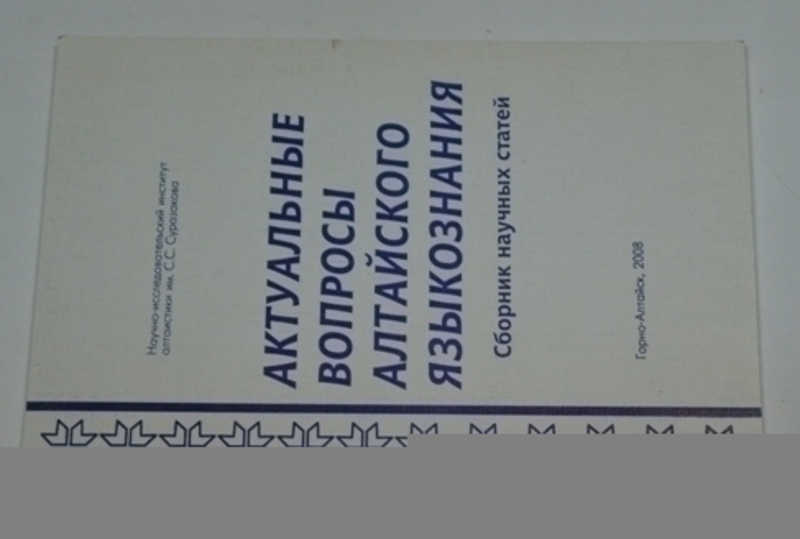 Научно-исследовательский институт
алтаистики им. С.С. Суразакова
АКТУАЛЬНЫЕ
ВОПРОСЫ
АЛТАЙСКОГО
ЯЗЫКОЗНАНИЯ
Сборник научных статей
Горно-Алтайск, 2008